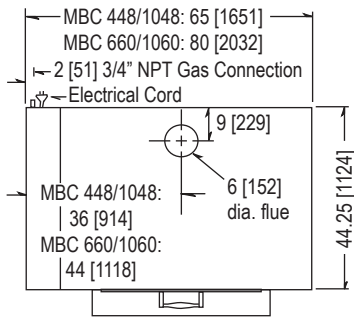 MBC 448/1048: 65 [1651]
MBC 660/1060: 80 [2032]
2 [51] 3/4” NPT Gas Connection
Electrical Cord
9 [229]
MBC 448/1048:
36 [914]
MBC 660/1060:
44 [1118]
6 [152]
dia. flue
44.25 [1124]